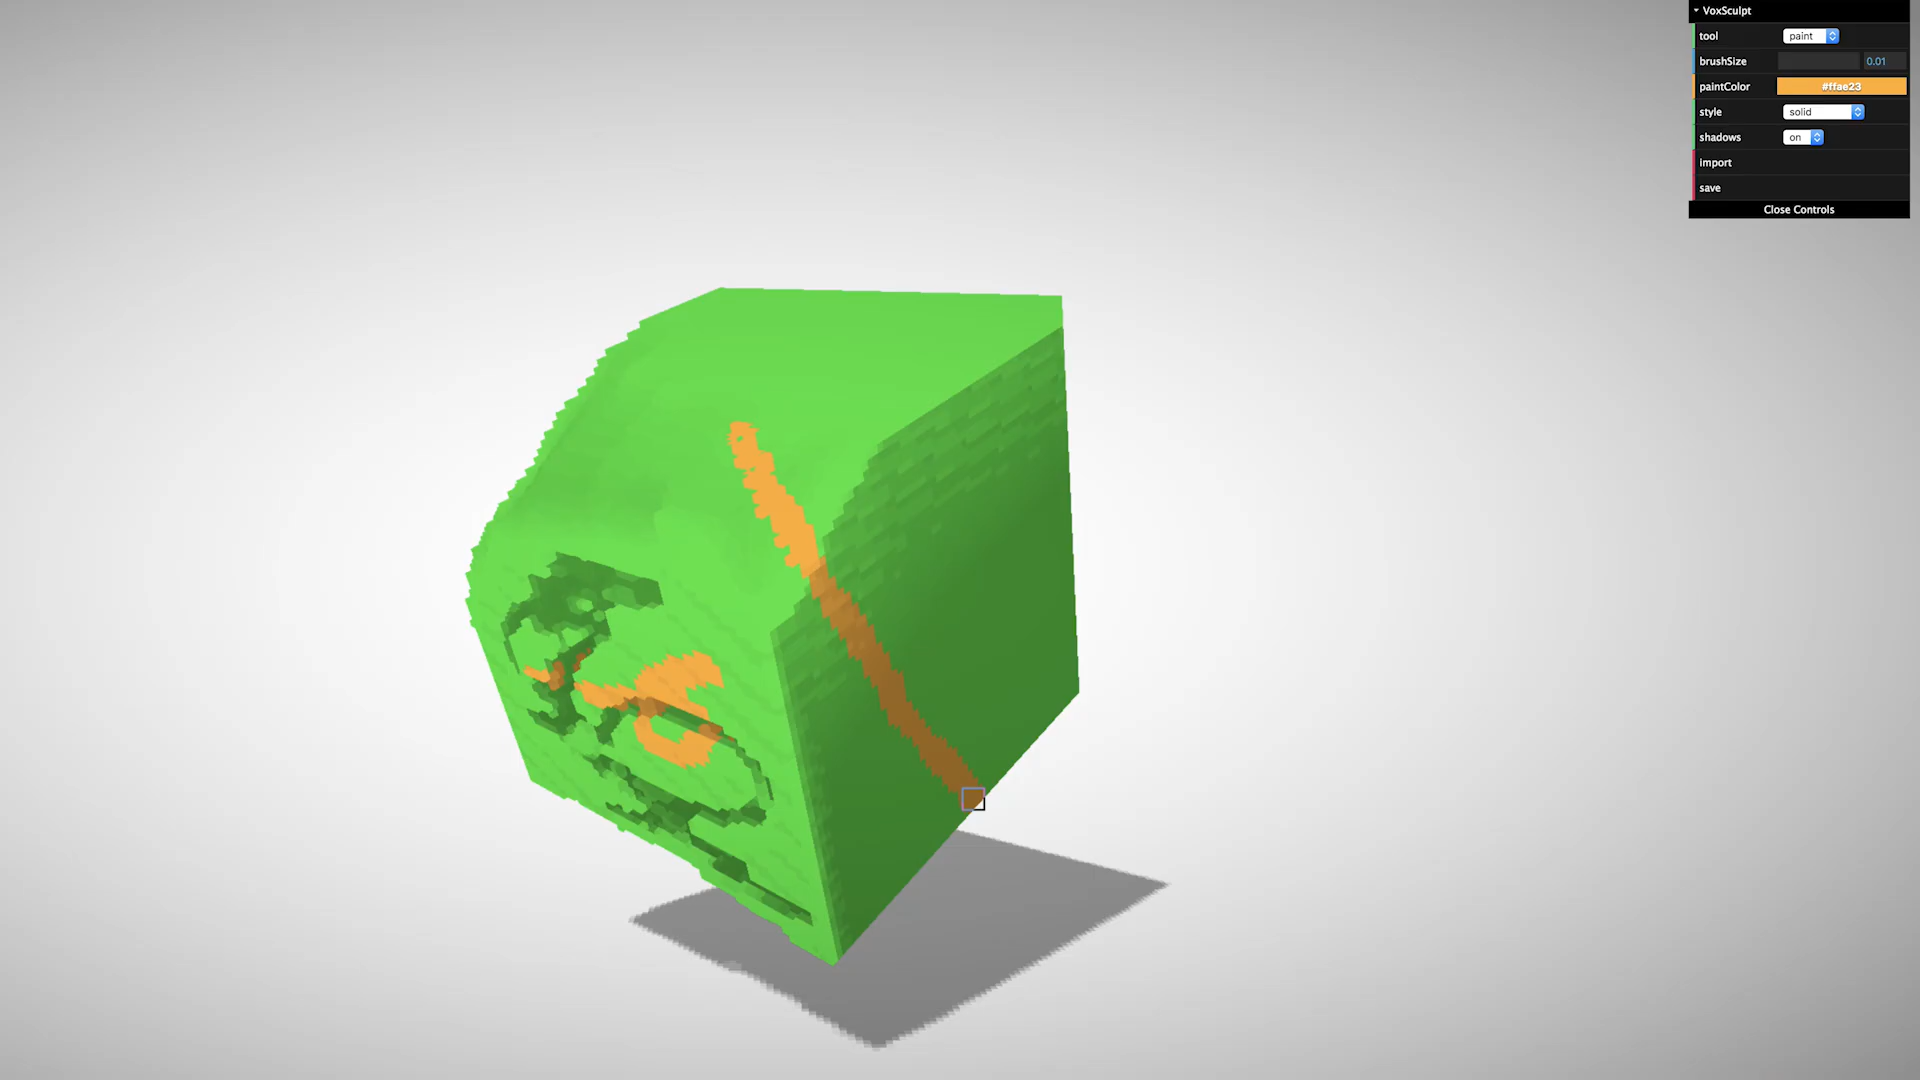 VoxSculpt
tool paint
brushSize 0.01
paintColor #ffae23
style solid
shadows on
import
save
Close Controls